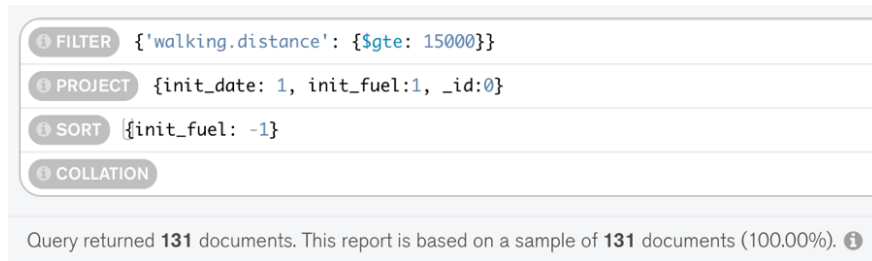 FILTER {'walking.distance': {$gte: 15000}}
PROJECT {init_date: 1, init_fuel:1, _id:0}
SORT {init_fuel: -1}
COLLATION
Query returned 131 documents. This report is based on a sample of 131 documents (100.00%).